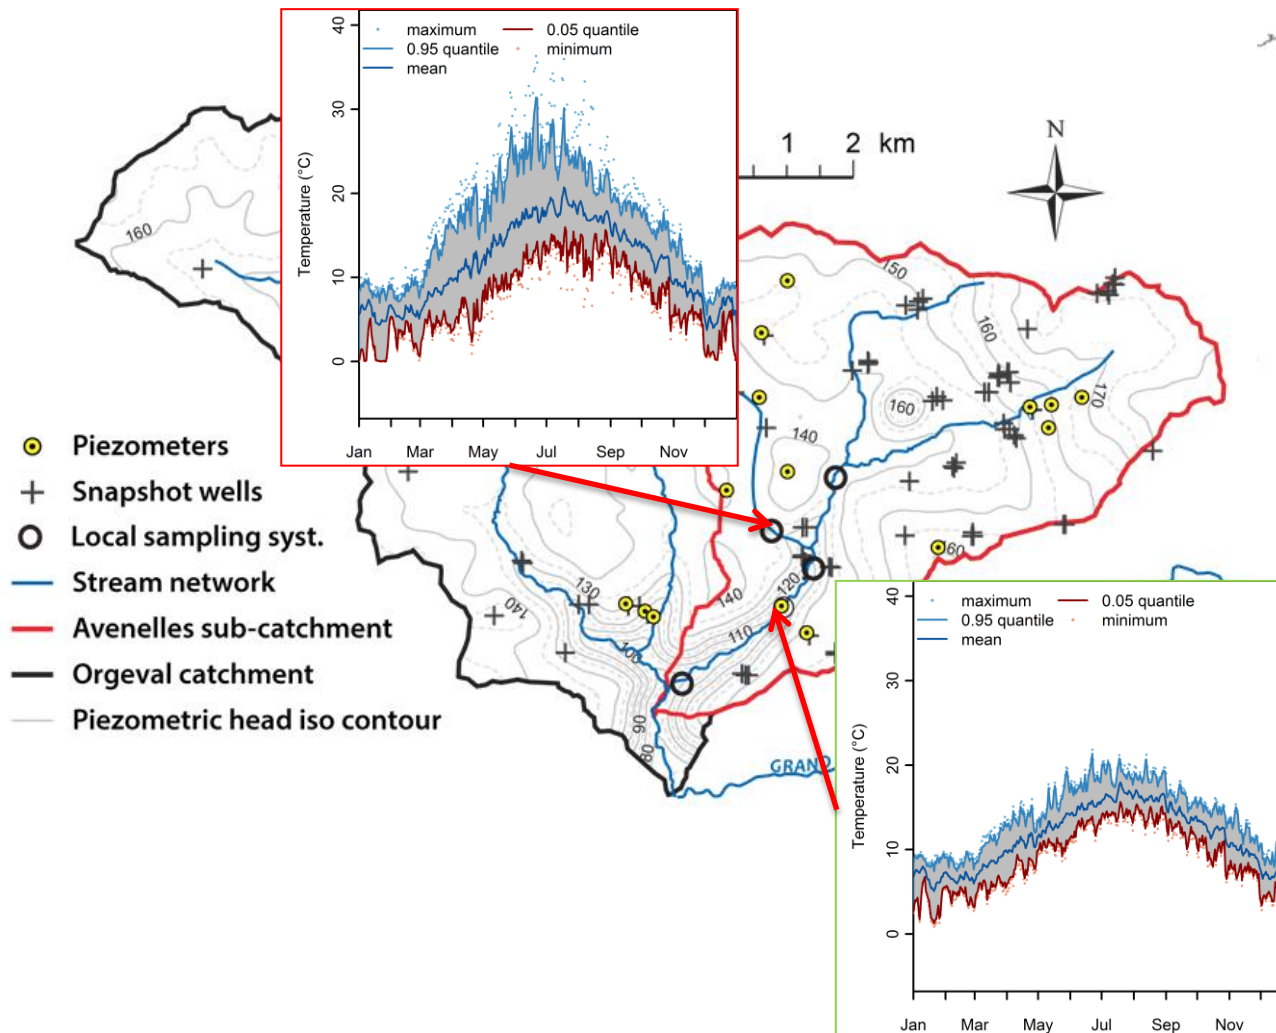 40
30
20
10
0
Temperature (°C)
maximum
0.95 quantile
mean
0.05 quantile
minimum
Jan Mar May Jul Sep Nov
1 2 km
N
160
150
160
170
160
140
160
120
140
110
130
140
100
90
80
GRAND
Piezometers
Snapshot wells
Local sampling syst.
Stream network
Avenelles sub-catchment
Orgeval catchment
Piezometric head iso contour
40
30
20
10
0
Temperature (°C)
maximum
0.95 quantile
mean
0.05 quantile
minimum
Jan Mar May Jul Sep Nov